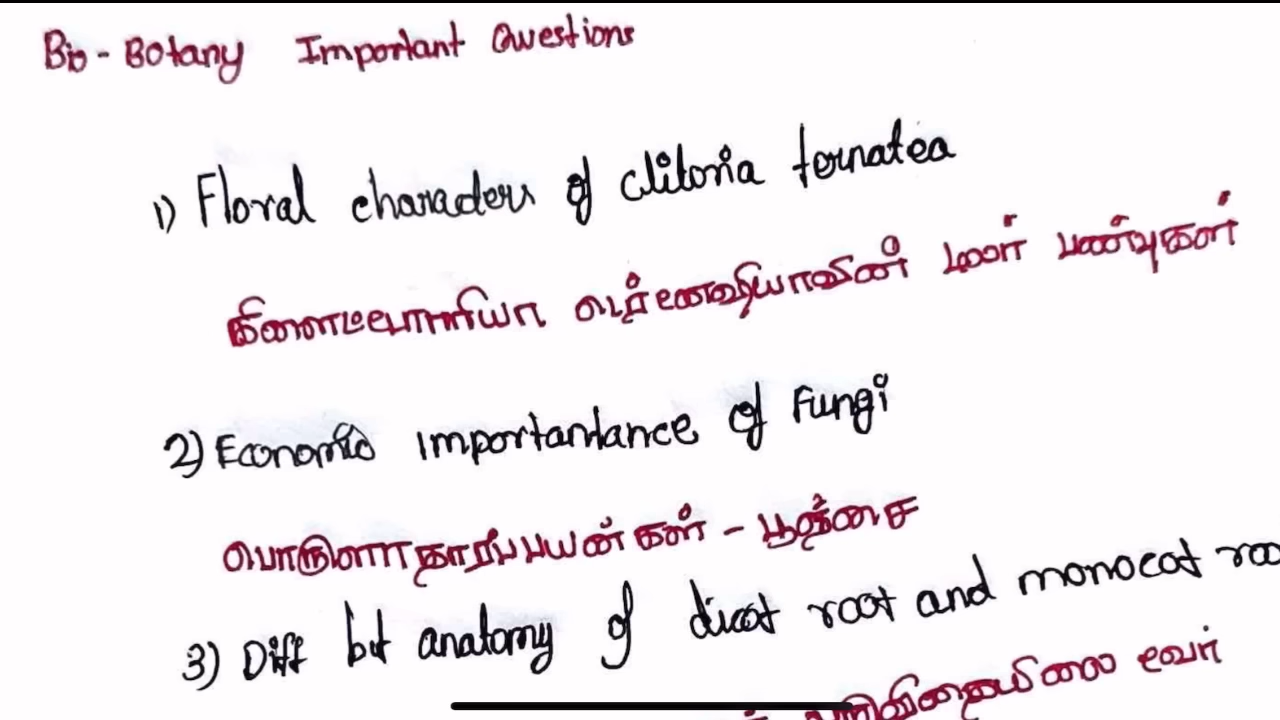 Bio - Botany Important Questions
1) Floral characters of clitoria ternatea
கிளைடோரியா டெர்னேஷியாவின் மலர் பண்புகள்
2) Economic Importantance of Fungi
பொருளாதாரப்பயன்கள் - பூஞ்சை
3) Diff bt anatomy of dicot root and monocot roo
வேர்